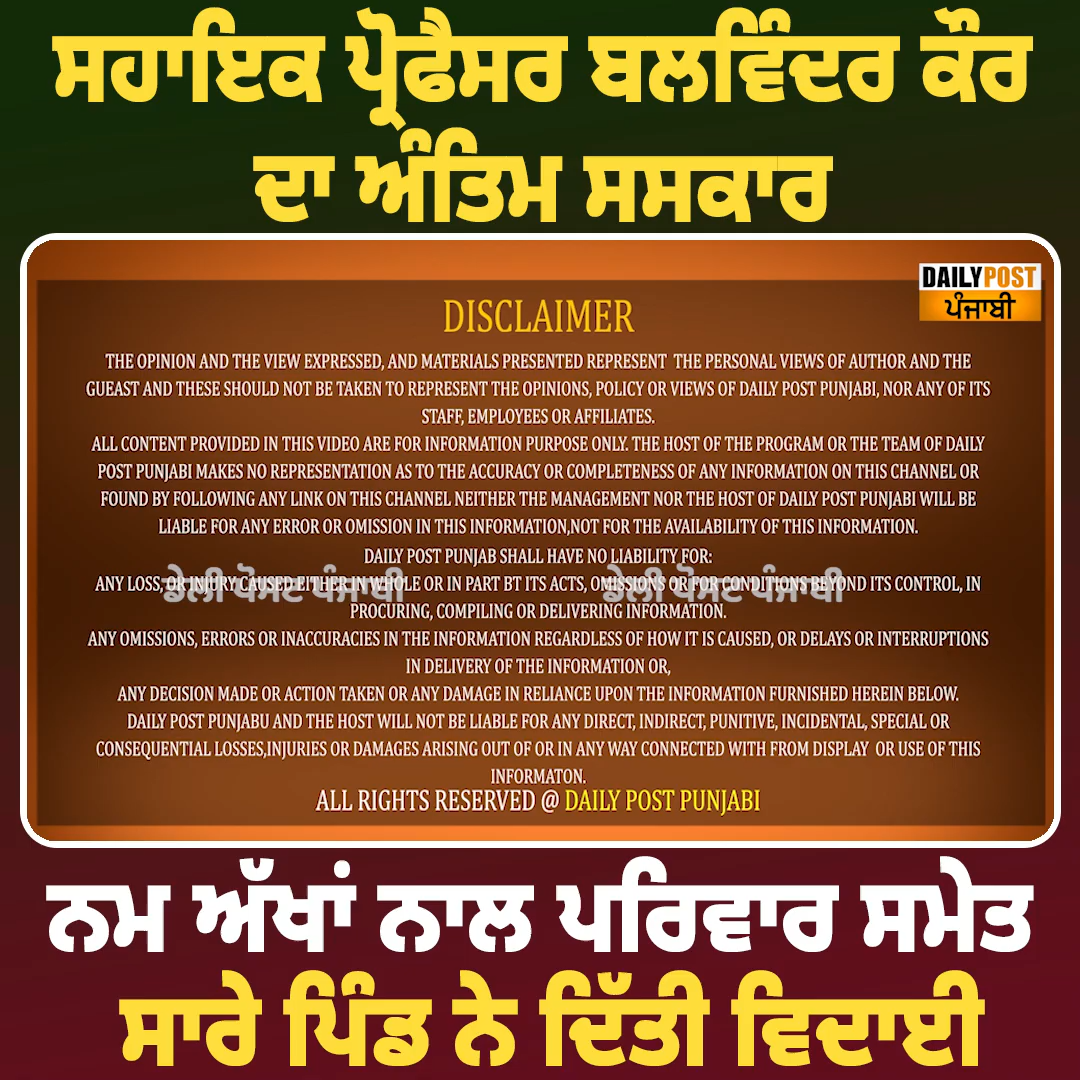 ਸਹਾਇਕ ਪ੍ਰੋਫੈਸਰ ਬਲਵਿੰਦਰ ਕੌਰ
ਦਾ ਅੰਤਿਮ ਸਸਕਾਰ
DAILYPOST
ਪੰਜਾਬੀ
DISCLAIMER
THE OPINION AND THE VIEW EXPRESSED, AND MATERIALS PRESENTED REPRESENT THE PERSONAL VIEWS OF AUTHOR AND THE
GUEAST AND THESE SHOULD NOT BE TAKEN TO REPRESENT THE OPINIONS, POLICY OR VIEWS OF DAILY POST PUNJABI, NOR ANY OF ITS
STAFF, EMPLOYEES OR AFFILIATES.
ALL CONTENT PROVIDED IN THIS VIDEO ARE FOR INFORMATION PURPOSE ONLY. THE HOST OF THE PROGRAM OR THE TEAM OF DAILY
POST PUNJABI MAKES NO REPRESENTATION AS TO THE ACCURACY OR COMPLETENESS OF ANY INFORMATION ON THIS CHANNEL OR
FOUND BY FOLLOWING ANY LINK ON THIS CHANNEL NEITHER THE MANAGEMENT NOR THE HOST OF DAILY POST PUNJABI WILL BE
LIABLE FOR ANY ERROR OR OMISSION IN THIS INFORMATION,NOT FOR THE AVAILABILITY OF THIS INFORMATION.
DAILY POST PUNJAB SHALL HAVE NO LIABILITY FOR:
ANY LOSS, OR INJURY CAUSED EITHER IN WHOLE OR IN PART BT ITS ACTS, OMISSIONS OR FOR CONDITIONS BEYOND ITS CONTROL, IN
ਡੇਲੀ ਪੋਸਟ ਪੰਜਾਬੀ ਡੇਲੀ ਪੋਸਟ ਪੰਜਾਬੀ
PROCURING, COMPILING OR DELIVERING INFORMATION.
ANY OMISSIONS, ERRORS OR INACCURACIES IN THE INFORMATION REGARDLESS OF HOW IT IS CAUSED, OR DELAYS OR INTERRUPTIONS
IN DELIVERY OF THE INFORMATION OR,
ANY DECISION MADE OR ACTION TAKEN OR ANY DAMAGE IN RELIANCE UPON THE INFORMATION FURNISHED HEREIN BELOW.
DAILY POST PUNJABU AND THE HOST WILL NOT BE LIABLE FOR ANY DIRECT, INDIRECT, PUNITIVE, INCIDENTAL, SPECIAL OR
CONSEQUENTIAL LOSSES,INJURIES OR DAMAGES ARISING OUT OF OR IN ANY WAY CONNECTED WITH FROM DISPLAY OR USE OF THIS
INFORMATON.
ALL RIGHTS RESERVED @ DAILY POST PUNJABI
ਨਮ ਅੱਖਾਂ ਨਾਲ ਪਰਿਵਾਰ ਸਮੇਤ
ਸਾਰੇ ਪਿੰਡ ਨੇ ਦਿੱਤੀ ਵਿਦਾਈ